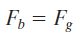 F_b = F_g